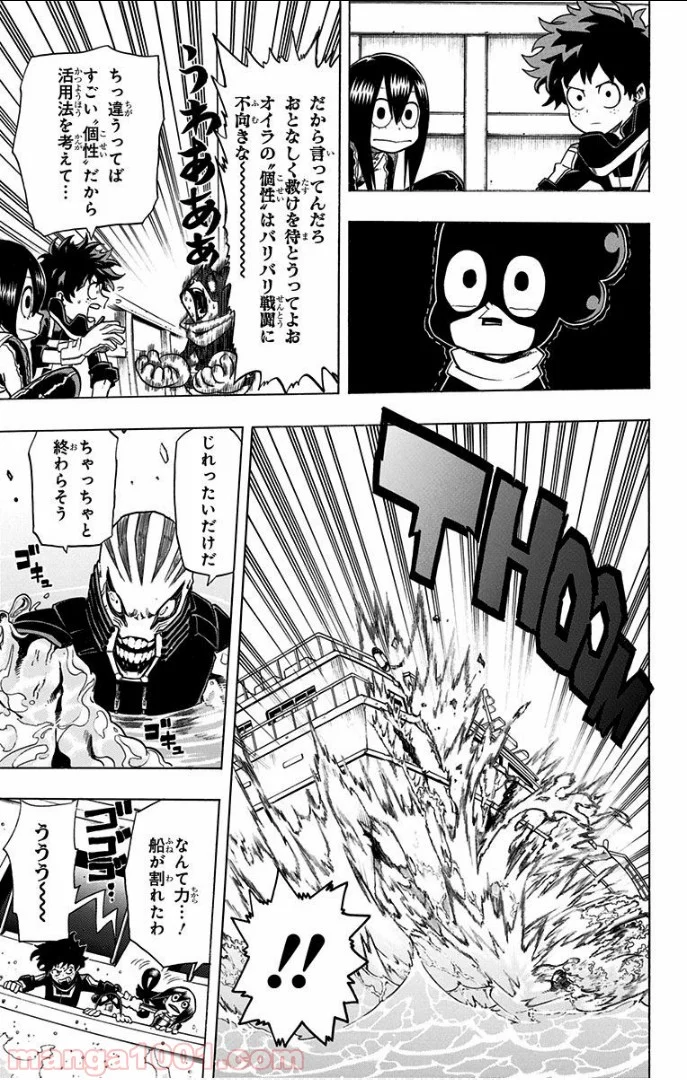 だから言ってんだろ
おとなしく救けを待とうってよお
オイラの〝個性〟はバリバリ戦闘に
不向きな〜〜〜〜〜
うわあああぁ
ちっ違うってば
すごい〝個性〟だから
活用法を考えて…
THOOM
!!
じれったいだけだ
ちゃっちゃと
終わらそう
ゴキュ
ゴキュ
なんて力…!
船が割れたわ
ううう〜〜
ゴゴゴ
manga1001.com